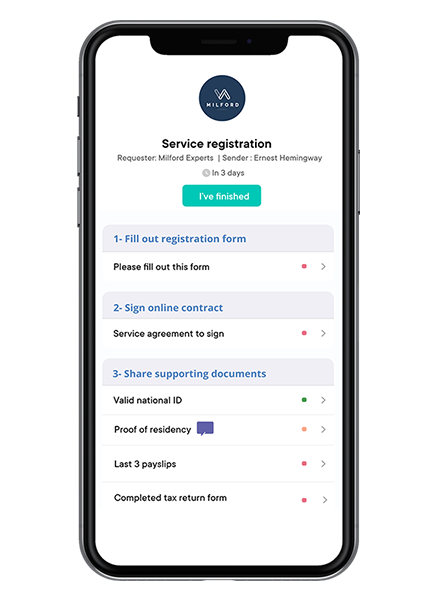 MILFORD
Service registration
Requester: Milford Experts | Sender : Ernest Hemingway
In 3 days
I've finished
1- Fill out registration form
Please fill out this form
2- Sign online contract
Service agreement to sign
3- Share supporting documents
Valid national ID
Proof of residency
Last 3 payslips
Completed tax return form